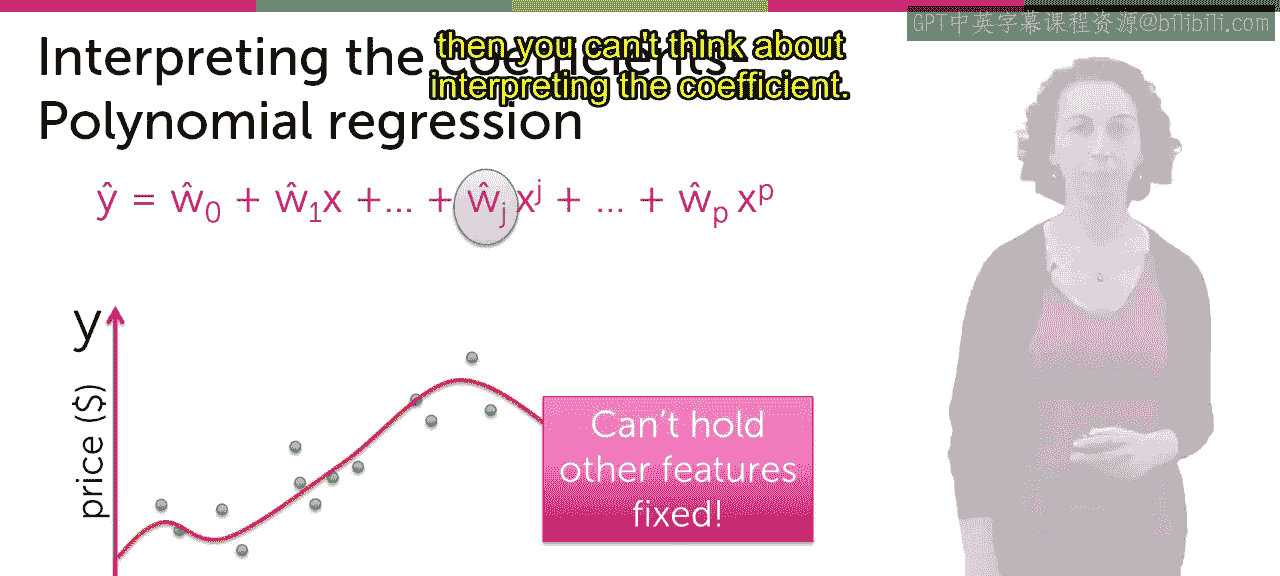 GPT中英字幕课程资源@bilibili.com
Interpreting the coefficients-
then you can't think about
interpreting the coefficient.
Polynomial regression
ŷ = ŵ₀ + ŵ₁x +... + ŵⱼ xʲ + ... + ŵₚ xᵖ
y
price ($)
Can't hold
other features
fixed!